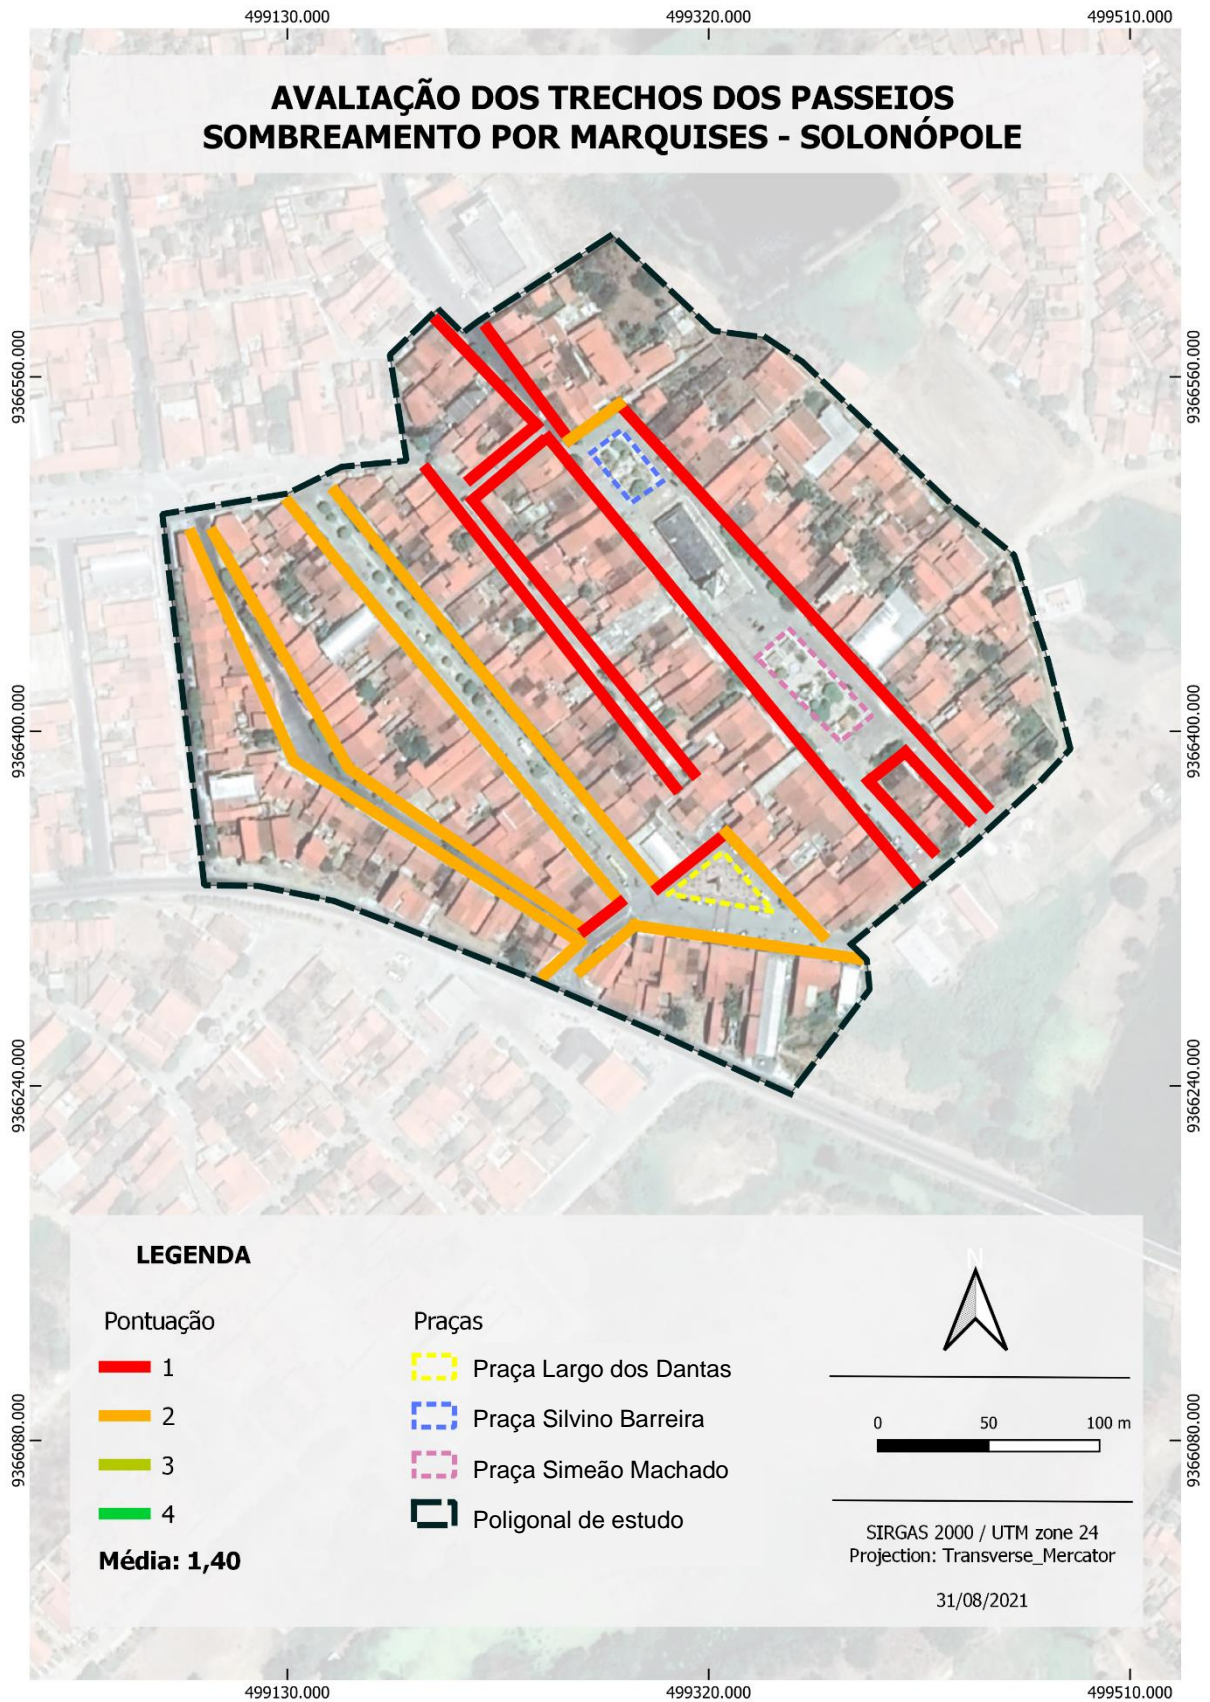 499130.000
499320.000
499510.000
AVALIAÇÃO DOS TRECHOS DOS PASSEIOS
SOMBREAMENTO POR MARQUISES - SOLONÓPOLE
9366560.000
9366560.000
9366400.000
9366400.000
9366240.000
9366240.000
9366080.000
9366080.000
LEGENDA
Pontuação
1
2
3
4
Média: 1,40
Praças
Praça Largo dos Dantas
Praça Silvino Barreira
Praça Simeão Machado
Poligonal de estudo
N
0 50 100 m
SIRGAS 2000 / UTM zone 24
Projection: Transverse_Mercator
31/08/2021
499130.000
499320.000
499510.000